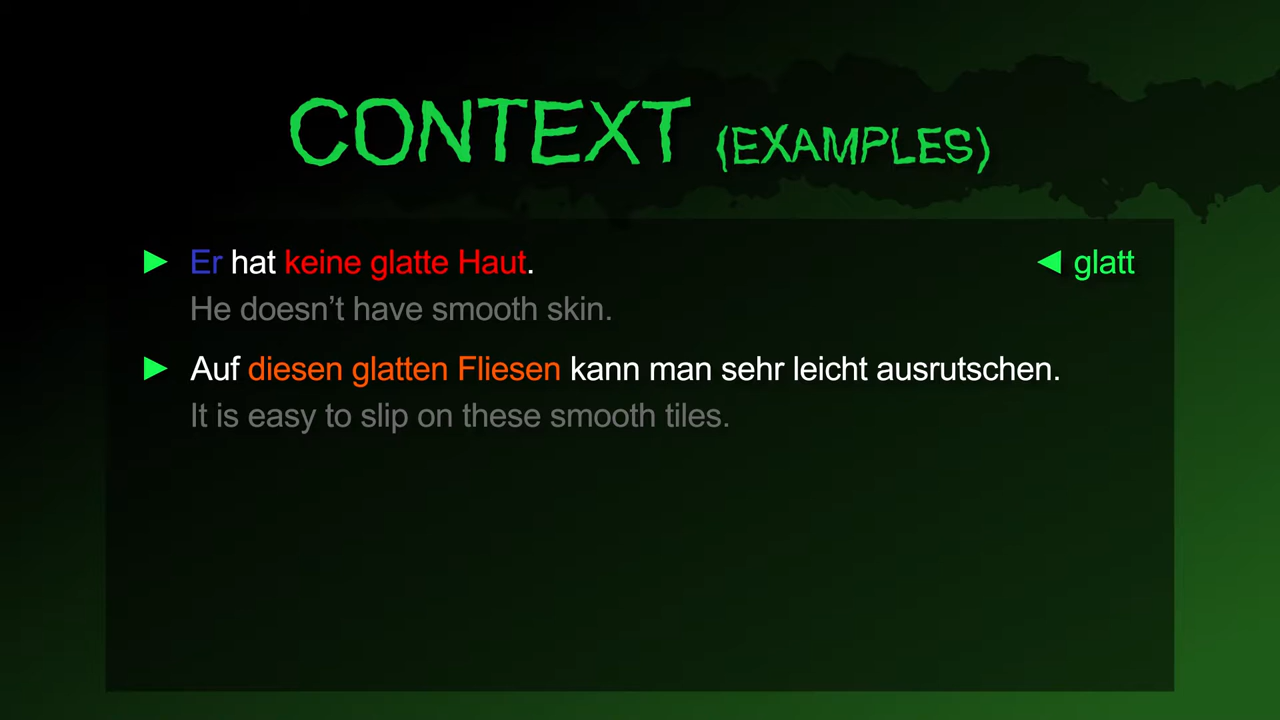 CONTEXT (EXAMPLES)
► Er hat keine glatte Haut. ◄ glatt
He doesn’t have smooth skin.
► Auf diesen glatten Fliesen kann man sehr leicht ausrutschen.
It is easy to slip on these smooth tiles.